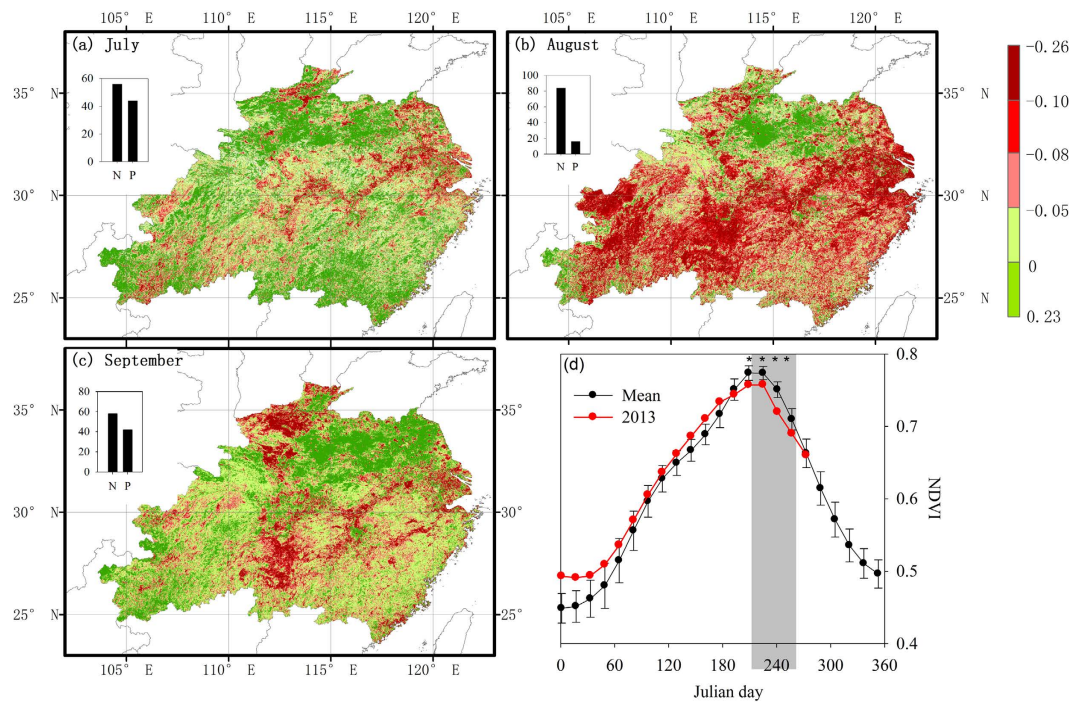 105° E 110° E 115° E 120° E 105° E 110° E 115° E 120° E
(a) July
60
40
20
0
N P
35° N
30° N
25° N
(b) August
100
80
60
40
20
0
N P
35° N
30° N
25° N
-0.26
-0.10
-0.08
-0.05
0
0.23
(c) September
80
60
40
20
0
N P
35° N
30° N
25° N
105° E 110° E 115° E 120° E
(d)
* * * *
Mean
2013
0.8
0.7
0.6
0.5
0.4
NDVI
0 60 120 180 240 300 360
Julian day